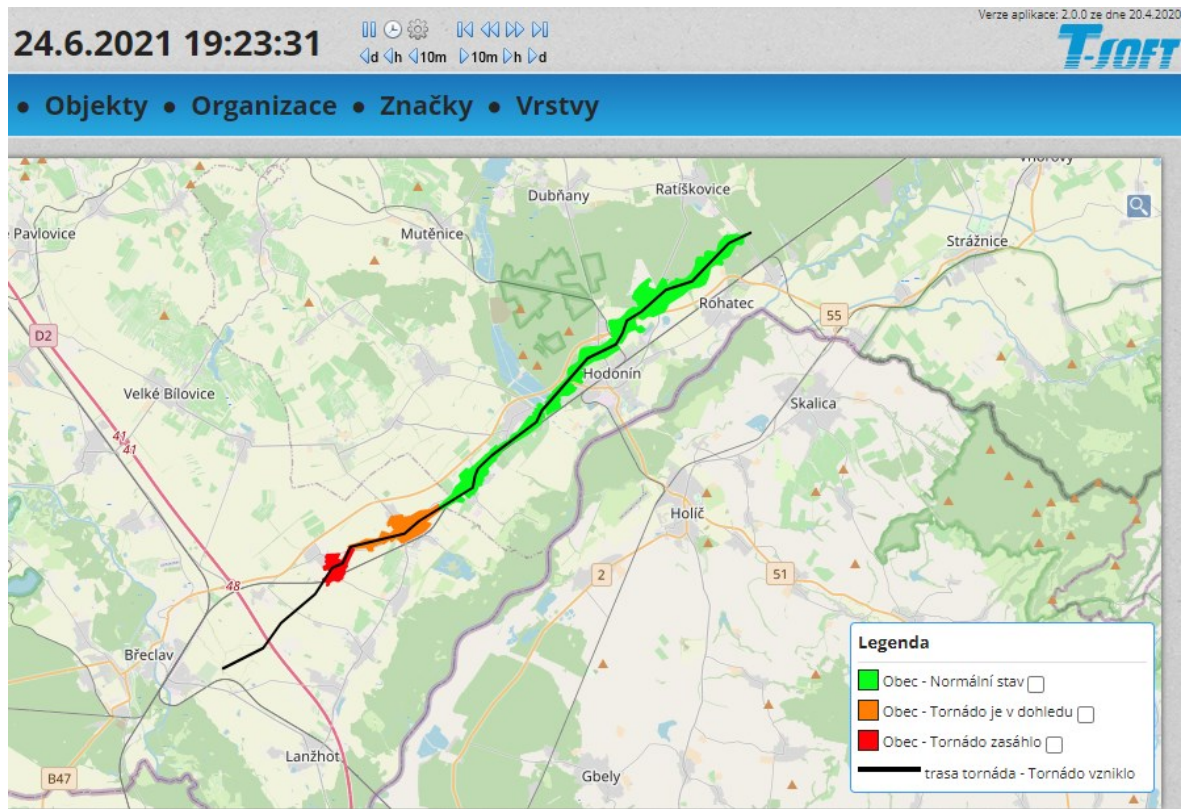 Verze aplikace: 2.0.0 ze dne 20.4.2020
24.6.2021 19:23:31
d h 10m 10m h d
T-SOFT
• Objekty • Organizace • Značky • Vrstvy
Dubňany
Ratíškovice
Pavlovice
Mutěnice
Strážnice
Rohatec
55
D2
Hodonín
Velké Bílovice
Skalica
41
41
Holíč
2
51
48
Břeclav
Lanžhot
Gbely
B47
Legenda
Obec - Normální stav
Obec - Tornádo je v dohledu
Obec - Tornádo zasáhlo
trasa tornáda - Tornádo vzniklo